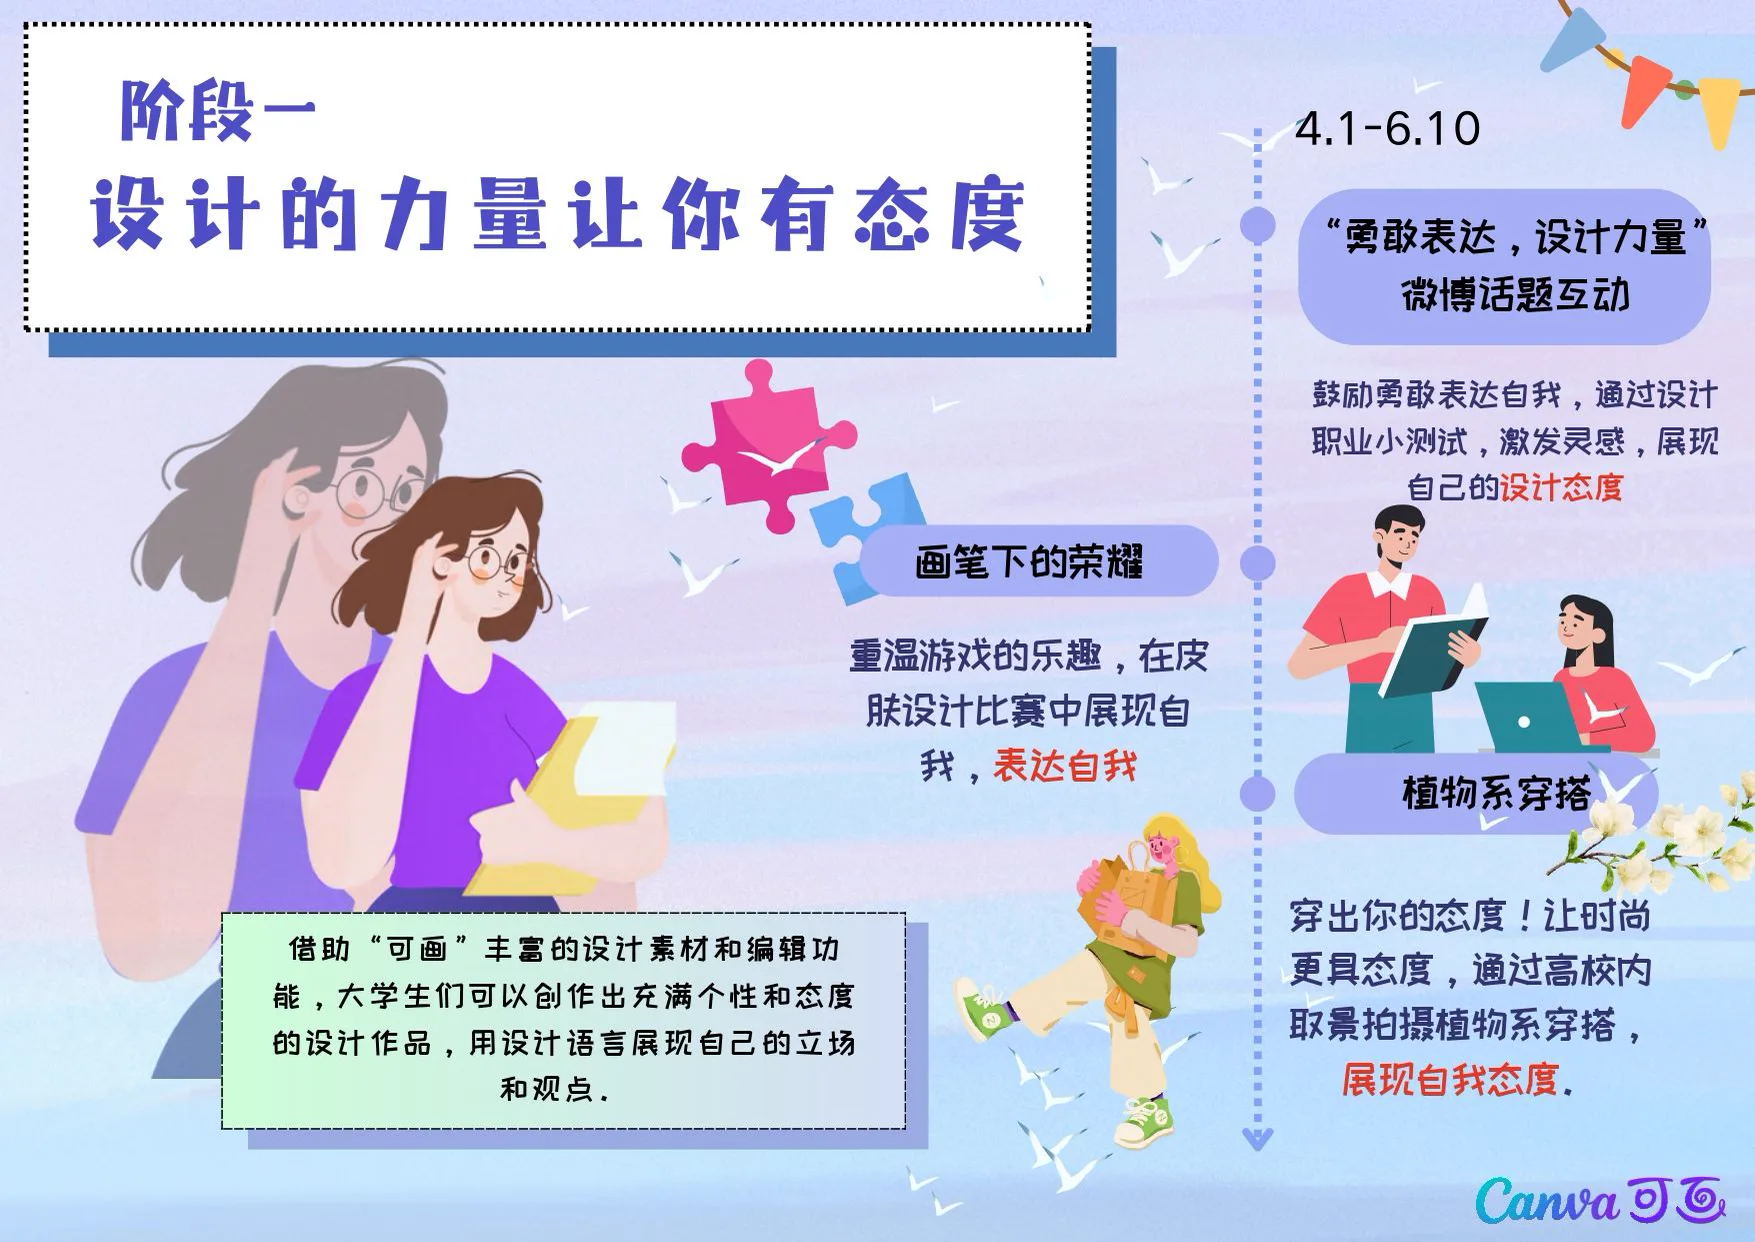 阶段一
设计的力量让你有态度
4.1-6.10
“勇敢表达，设计力量”
微博话题互动
鼓励勇敢表达自我，通过设计
职业小测试，激发灵感，展现
自己的设计态度
画笔下的荣耀
重温游戏的乐趣，在皮
肤设计比赛中展现自
我，表达自我
植物系穿搭
穿出你的态度！让时尚
更具态度，通过高校内
取景拍摄植物系穿搭，
展现自我态度.
借助“可画”丰富的设计素材和编辑功
能，大学生们可以创作出充满个性和态度
的设计作品，用设计语言展现自己的立场
和观点.
Canva可画